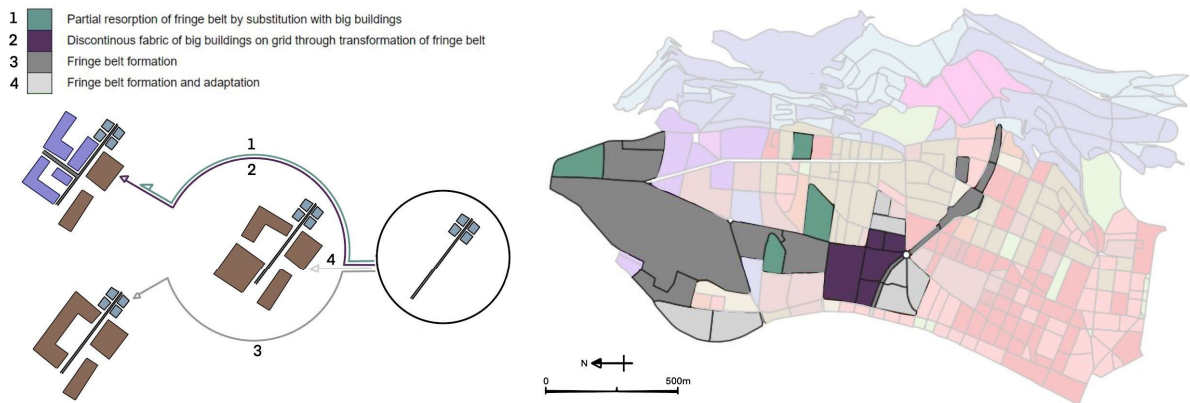 1 Partial resorption of fringe belt by substitution with big buildings
2 Discontinous fabric of big buildings on grid through transformation of fringe belt
3 Fringe belt formation
4 Fringe belt formation and adaptation
1
2
4
3
N
0 500m